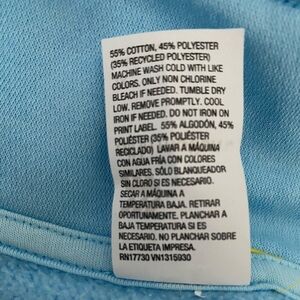 55% COTTON, 45% POLYESTER
(35% RECYCLED POLYESTER)
MACHINE WASH COLD WITH LIKE
COLORS. ONLY NON CHLORINE
BLEACH IF NEEDED. TUMBLE DRY
LOW. REMOVE PROMPTLY. COOL
IRON IF NEEDED. DO NOT IRON ON
PRINT LABEL. 55% ALGODÓN, 45%
POLIÉSTER (35% POLIÉSTER
RECICLADO) LAVAR A MÁQUINA
CON AGUA FRÍA CON COLORES
SIMILARES. SÓLO BLANQUEADOR
SIN CLORO SI ES NECESARIO.
SECAR A MÁQUINA A
TEMPERATURA BAJA. RETIRAR
OPORTUNAMENTE. PLANCHAR A
BAJA TEMPERATURA SI ES
NECESARIO. NO PLANCHAR SOBRE
LA ETIQUETA IMPRESA.
RN17730 VN1315930